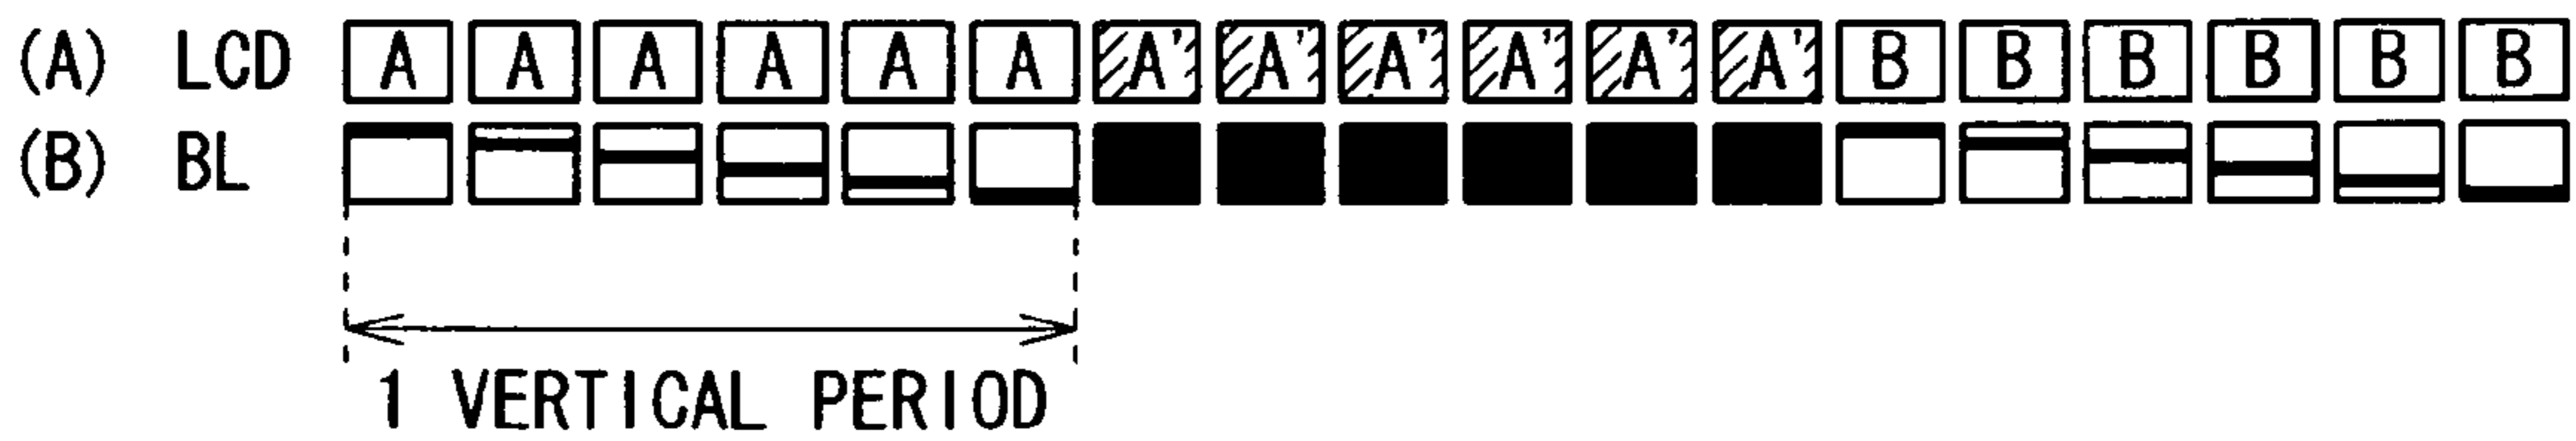 (A) LCD A A A A A A A' A' A' A' A' A' B B B B B B
(B) BL
1 VERTICAL PERIOD